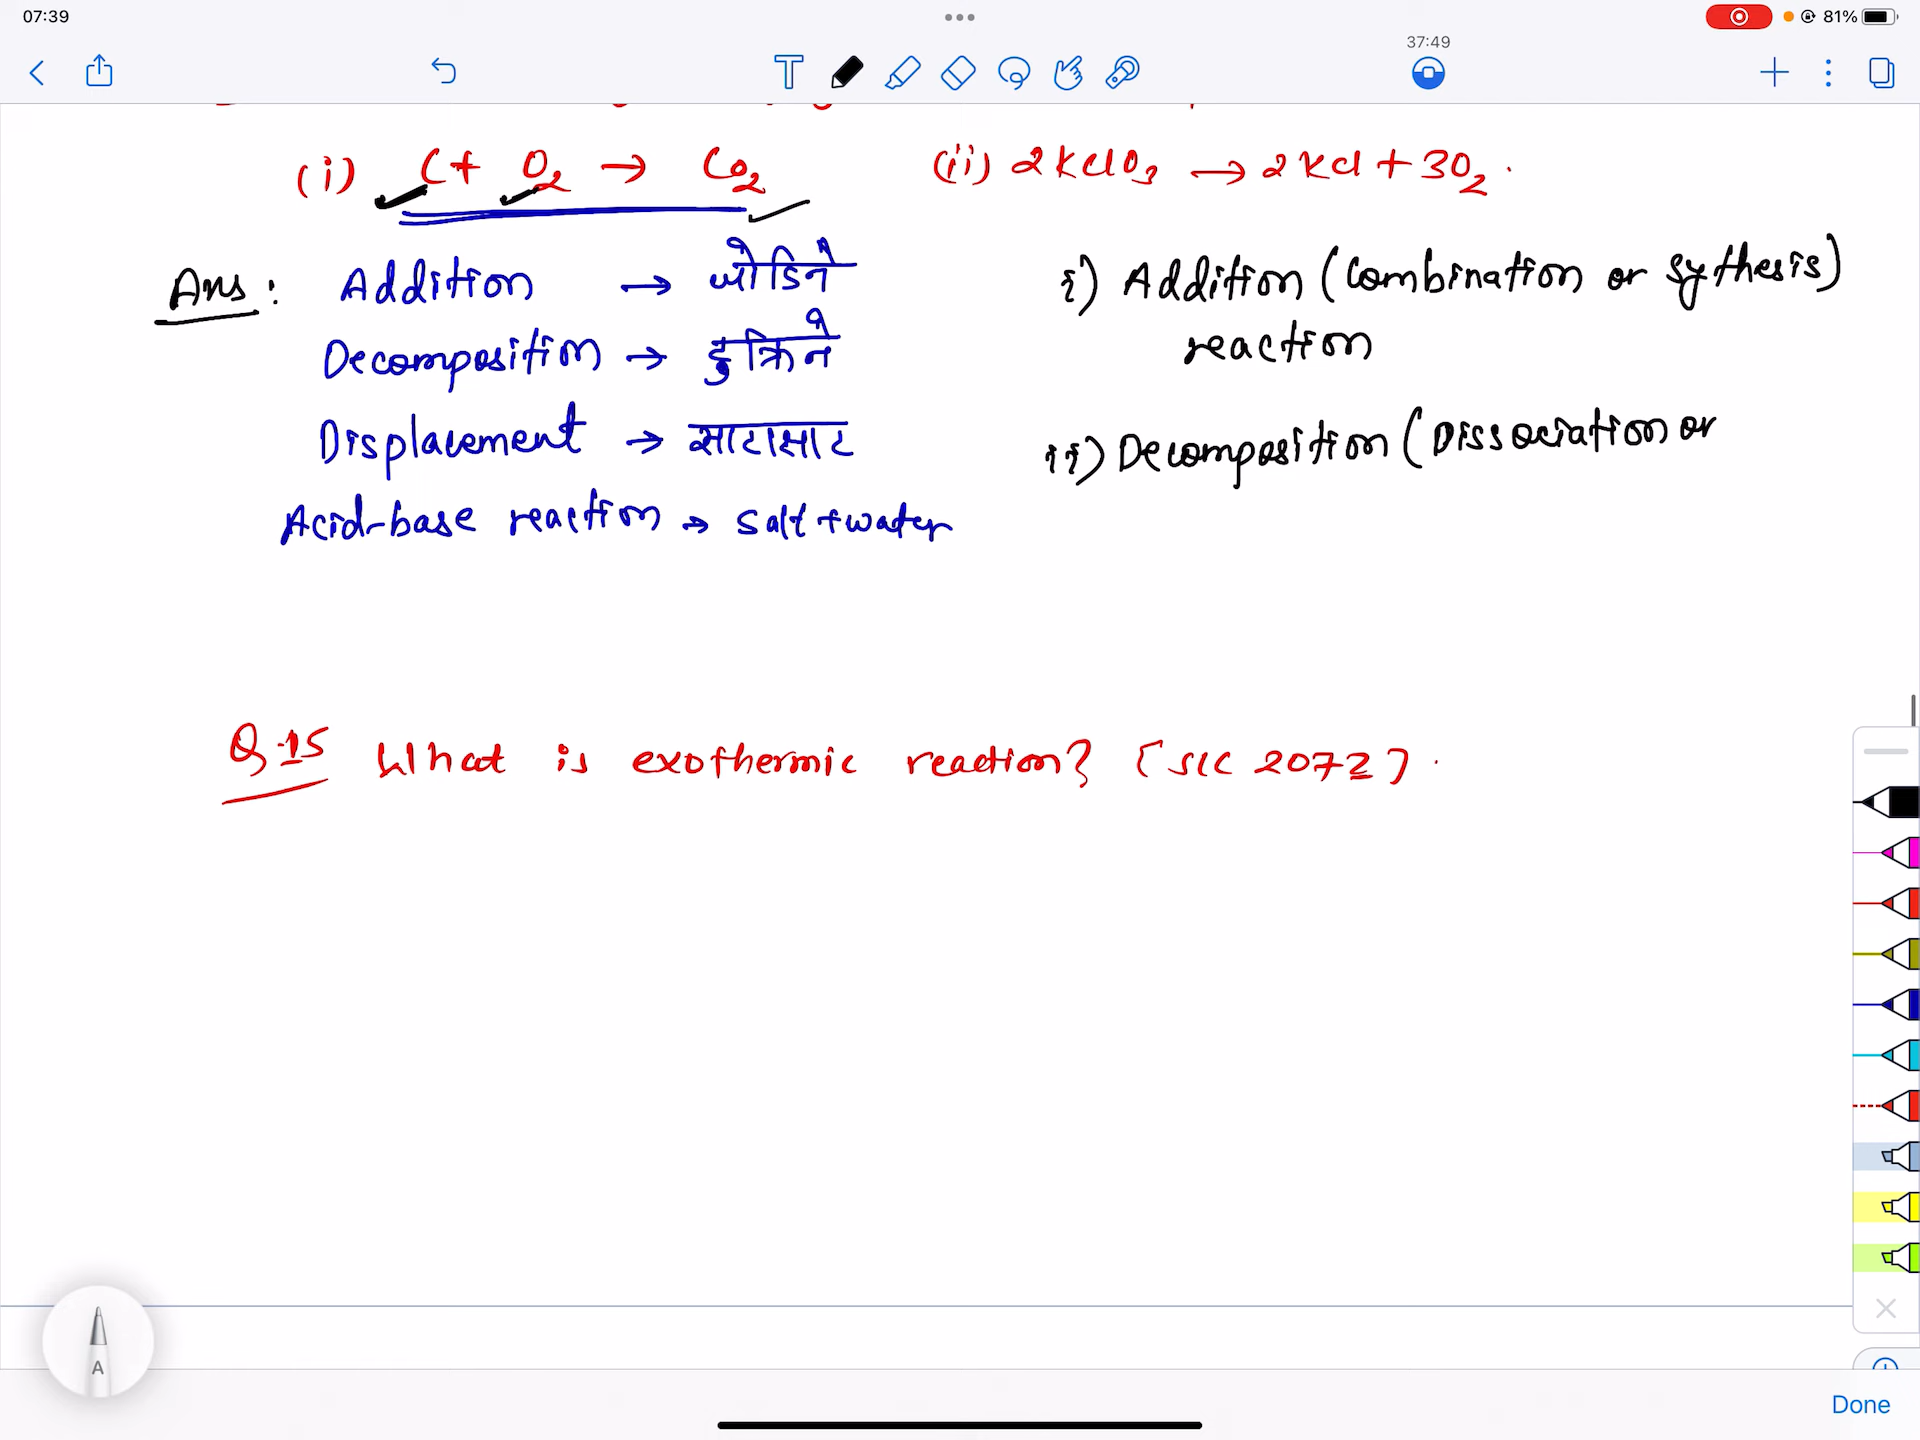 07:39
81%
37:49
(i) C + O2 → Co2 (ii) 2KClO3 → 2KCl + 3O2.
Ans: Addition → जोडिने
Decomposition → टुक्रिने
Displacement → साटासाट
Acid-base reaction → salt + water
i) Addition (Combination or sythesis)
reaction
ii) Decomposition (Dissociation or
Q.15 What is exothermic reaction? [SLC 2072].
A
Done